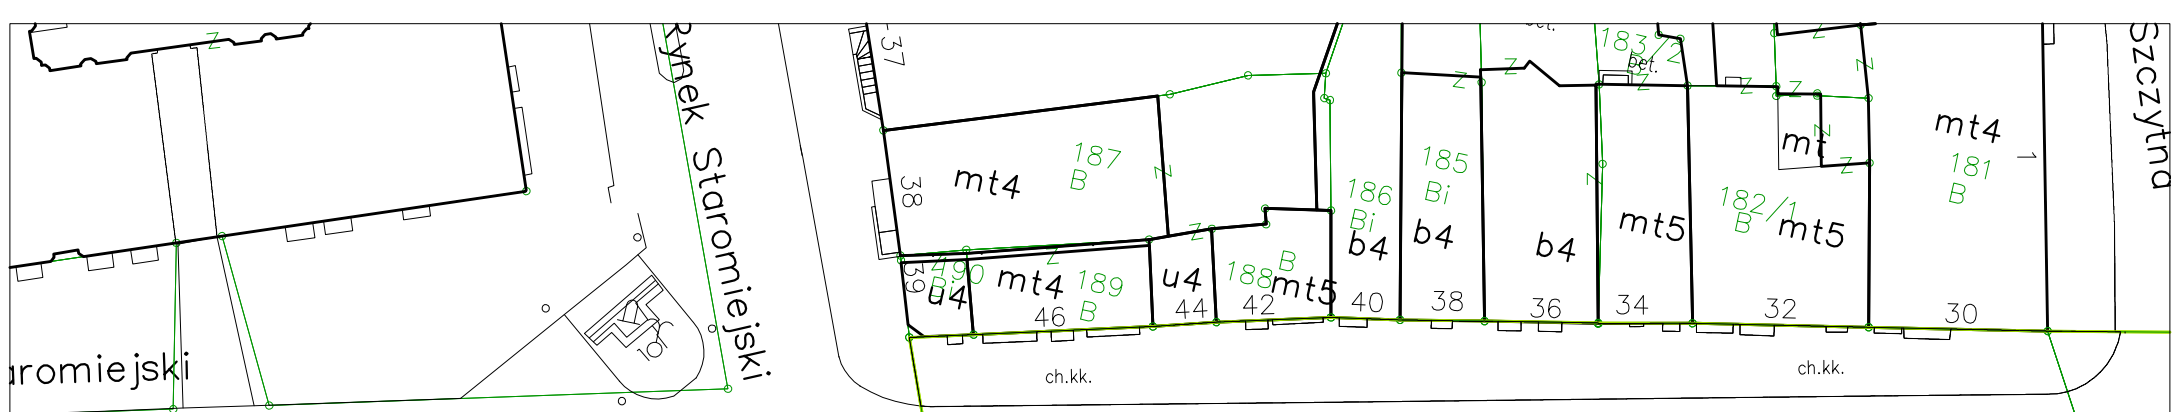 Z
Rynek Staromiejski
37
bet.
183/2
bet.
Z
Z
Z
Z
Z
Z
Z
Szczytna
mt4
181
B
1
187
B
mt4
38
Z
185
Bi
b4
186
Bi
b4
Z
b4
mt5
182/1
B
mt5
mt
Z
Z
39
490
Bi
u4
mt4
Z
189
B
46
Z
u4
44
188
B
mt5
42
40
38
36
34
32
30
aromiejski
ch.kk.
ch.kk.